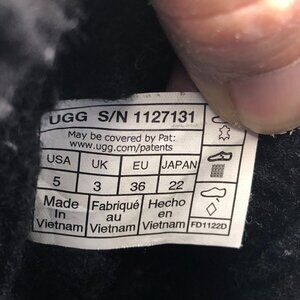 UGG S/N 1127131
May be covered by Pat:
www.ugg.com/patents
USA UK EU JAPAN
5 3 36 22
Made Fabriqué Hecho
In au en
Vietnam Vietnam Vietnam
FD1122D